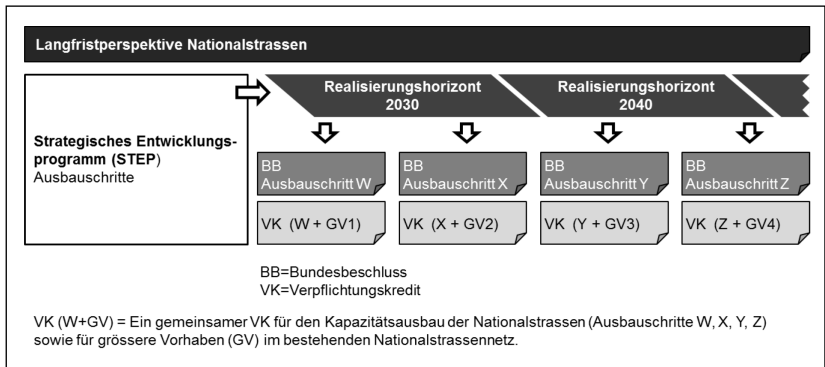 Langfristperspektive Nationalstrassen
Realisierungshorizont
2030
Realisierungshorizont
2040
Strategisches Entwicklungs-
programm (STEP)
Ausbauschritte
BB
Ausbauschritt W
BB
Ausbauschritt X
BB
Ausbauschritt Y
BB
Ausbauschritt Z
VK (W + GV1)
VK (X + GV2)
VK (Y + GV3)
VK (Z + GV4)
BB=Bundesbeschluss
VK=Verpflichtungskredit
VK (W+GV) = Ein gemeinsamer VK für den Kapazitätsausbau der Nationalstrassen (Ausbauschritte W, X, Y, Z)
sowie für grössere Vorhaben (GV) im bestehenden Nationalstrassennetz.